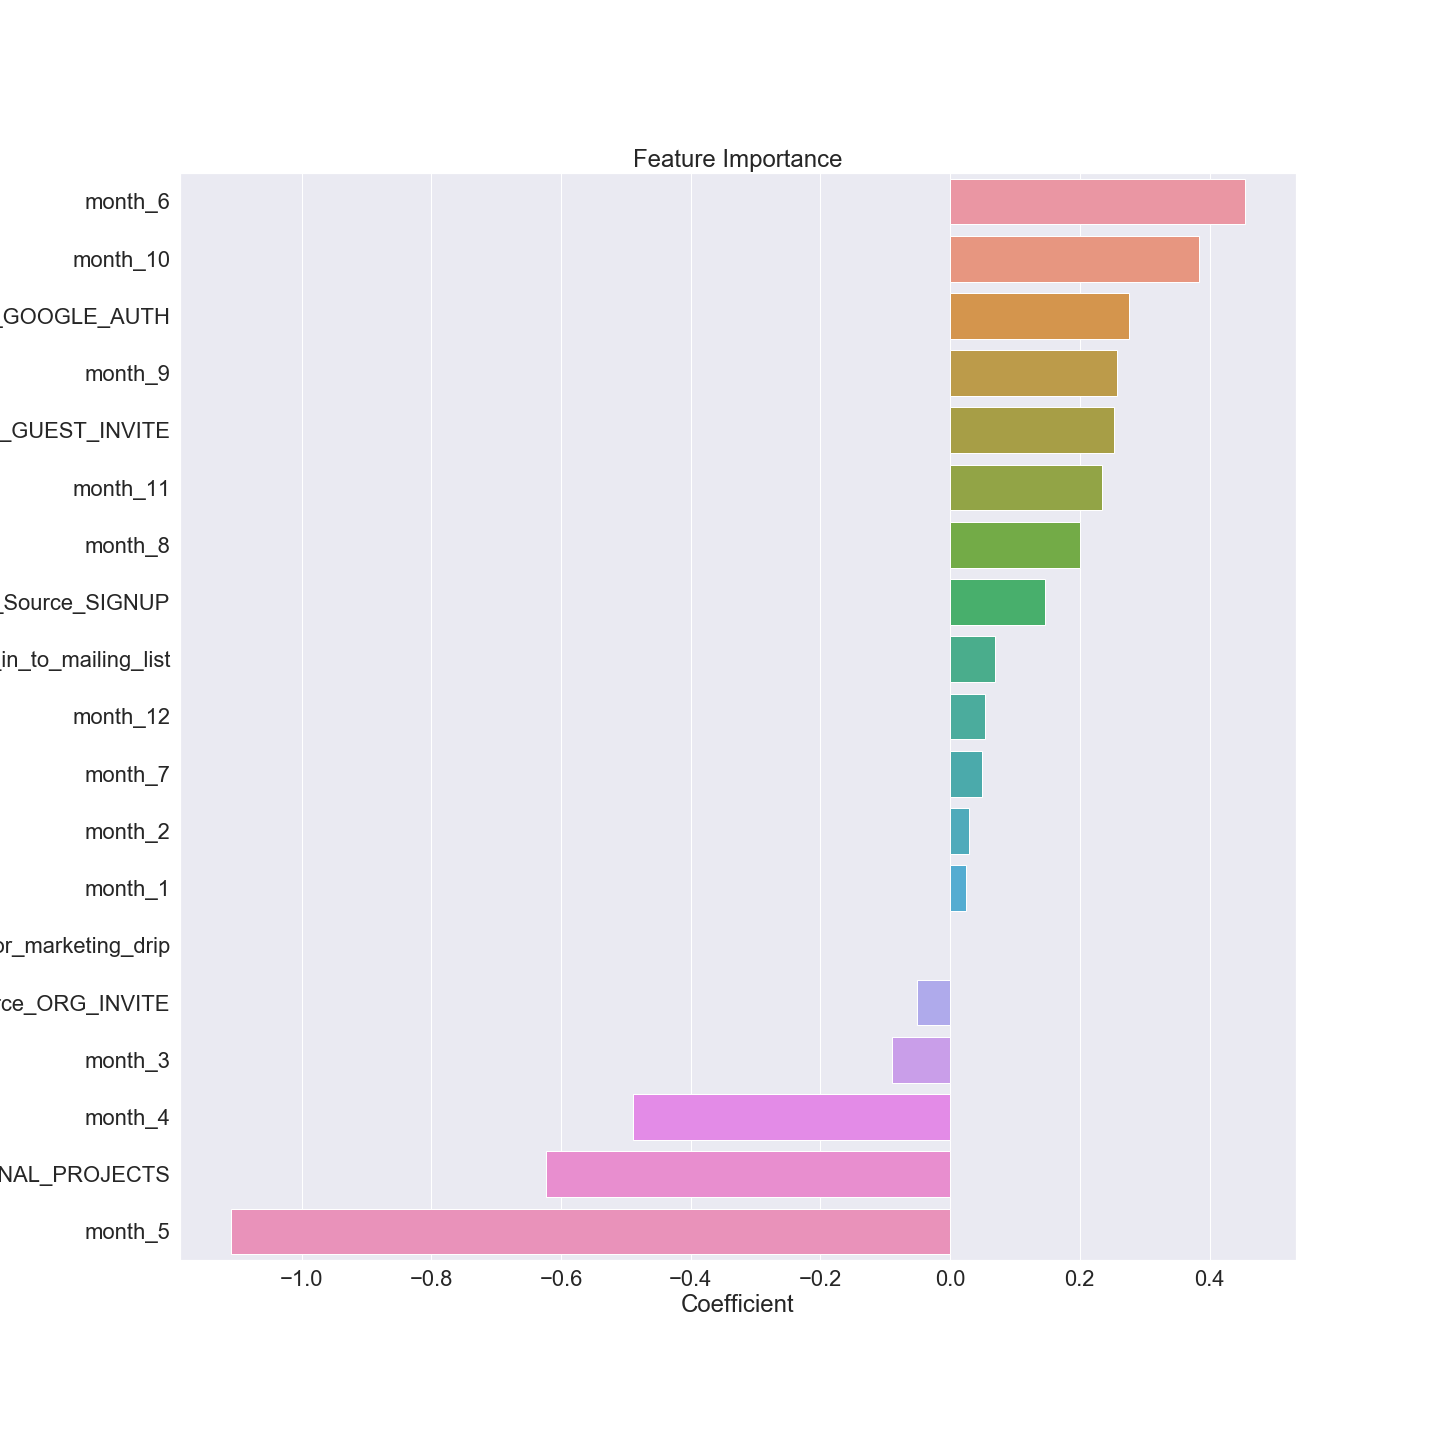 Feature Importance
month_6
month_10
_GOOGLE_AUTH
month_9
_GUEST_INVITE
month_11
month_8
_Source_SIGNUP
in_to_mailing_list
month_12
month_7
month_2
month_1
or_marketing_drip
rce_ORG_INVITE
month_3
month_4
NAL_PROJECTS
month_5
−1.0 −0.8 −0.6 −0.4 −0.2 0.0 0.2 0.4
Coefficient